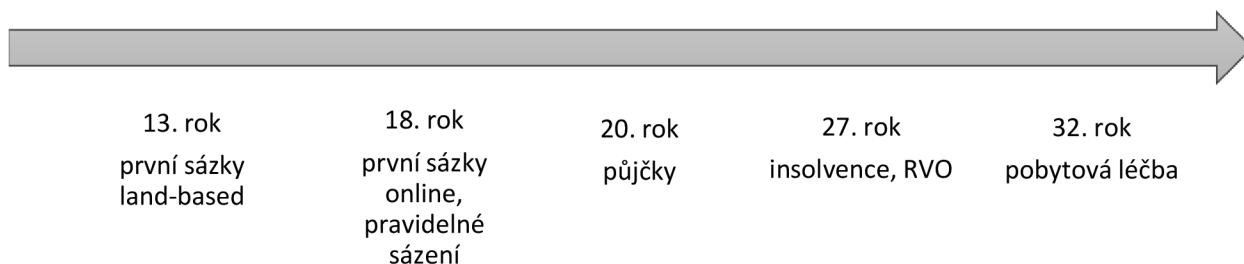 13. rok
první sázky
land-based
18. rok
první sázky
online,
pravidelné
sázení
20. rok
půjčky
27. rok
insolvence, RVO
32. rok
pobytová léčba